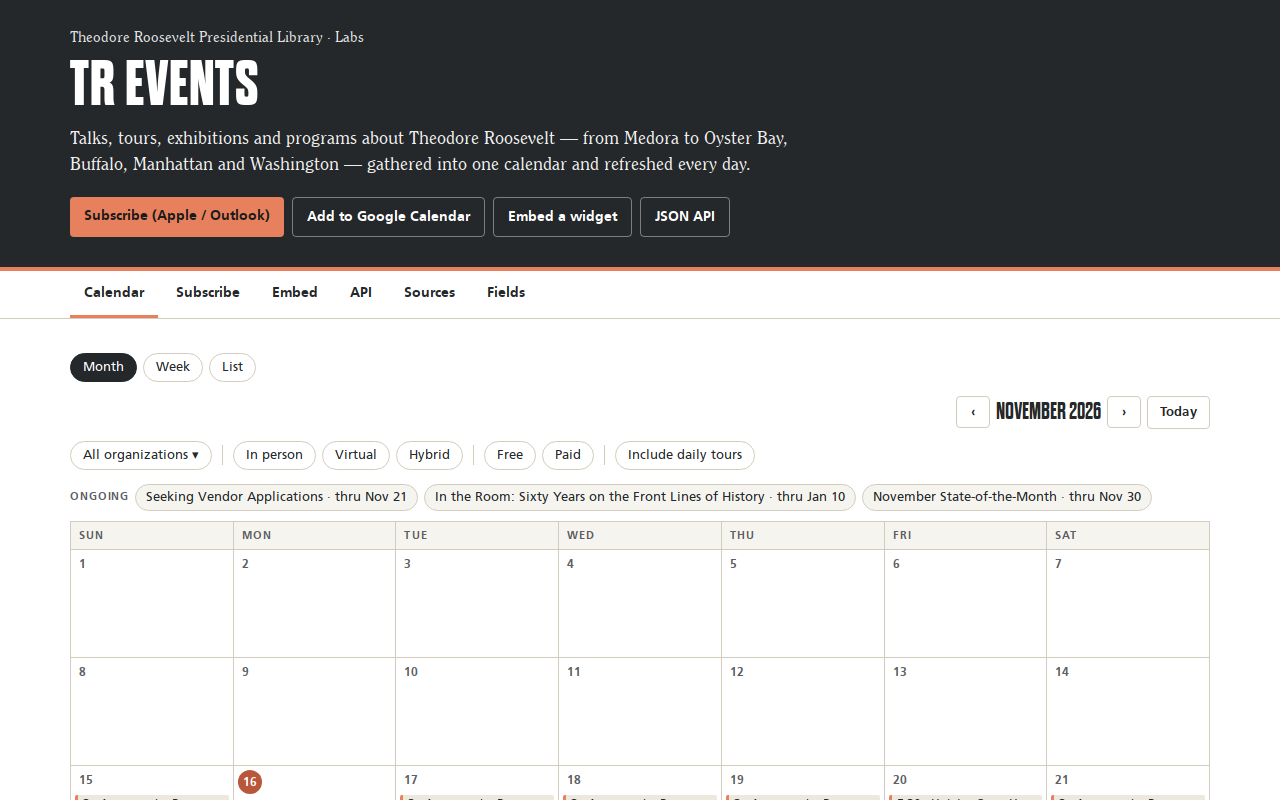 Theodore Roosevelt Presidential Library · Labs
TR EVENTS
Talks, tours, exhibitions and programs about Theodore Roosevelt — from Medora to Oyster Bay,
Buffalo, Manhattan and Washington — gathered into one calendar and refreshed every day.
Subscribe (Apple / Outlook) Add to Google Calendar Embed a widget JSON API
Calendar Subscribe Embed API Sources Fields
Month Week List
‹ NOVEMBER 2026 › Today
All organizations ▾ In person Virtual Hybrid Free Paid Include daily tours
ONGOING Seeking Vendor Applications · thru Nov 21 In the Room: Sixty Years on the Front Lines of History · thru Jan 10 November State-of-the-Month · thru Nov 30
SUN MON TUE WED THU FRI SAT
1 2 3 4 5 6 7
8 9 10 11 12 13 14
15 16 17 18 19 20 21